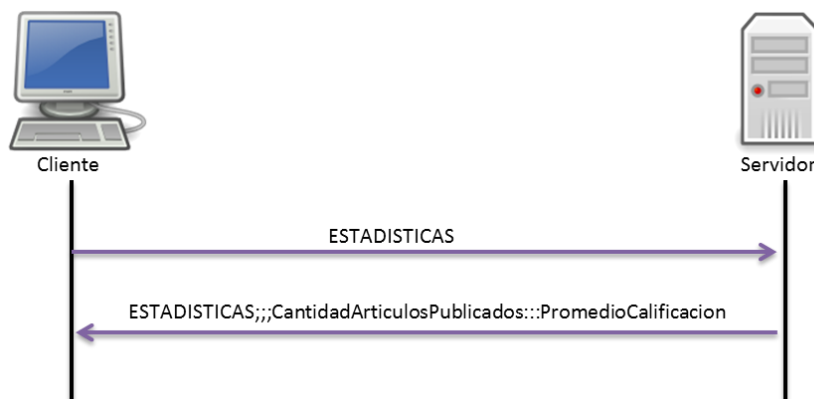 Cliente
Servidor
ESTADISTICAS
ESTADISTICAS;;;CantidadArticulosPublicados:::PromedioCalificacion